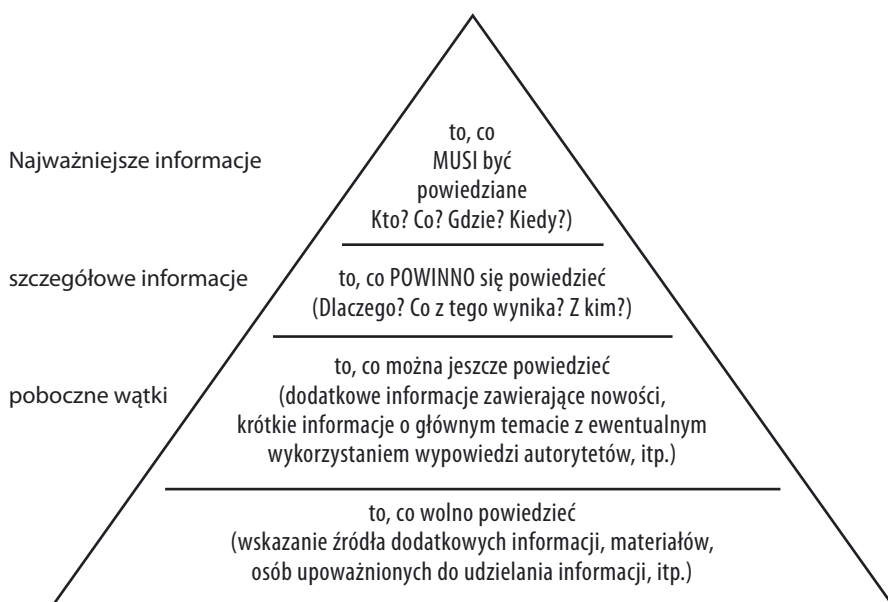 Najważniejsze informacje
to, co
MUSI być
powiedziane
Kto? Co? Gdzie? Kiedy?)
szczegółowe informacje
to, co POWINNO się powiedzieć
(Dlaczego? Co z tego wynika? Z kim?)
poboczne wątki
to, co można jeszcze powiedzieć
(dodatkowe informacje zawierające nowości,
krótkie informacje o głównym temacie z ewentualnym
wykorzystaniem wypowiedzi autorytetów, itp.)
to, co wolno powiedzieć
(wskazanie źródła dodatkowych informacji, materiałów,
osób upoważnionych do udzielania informacji, itp.)